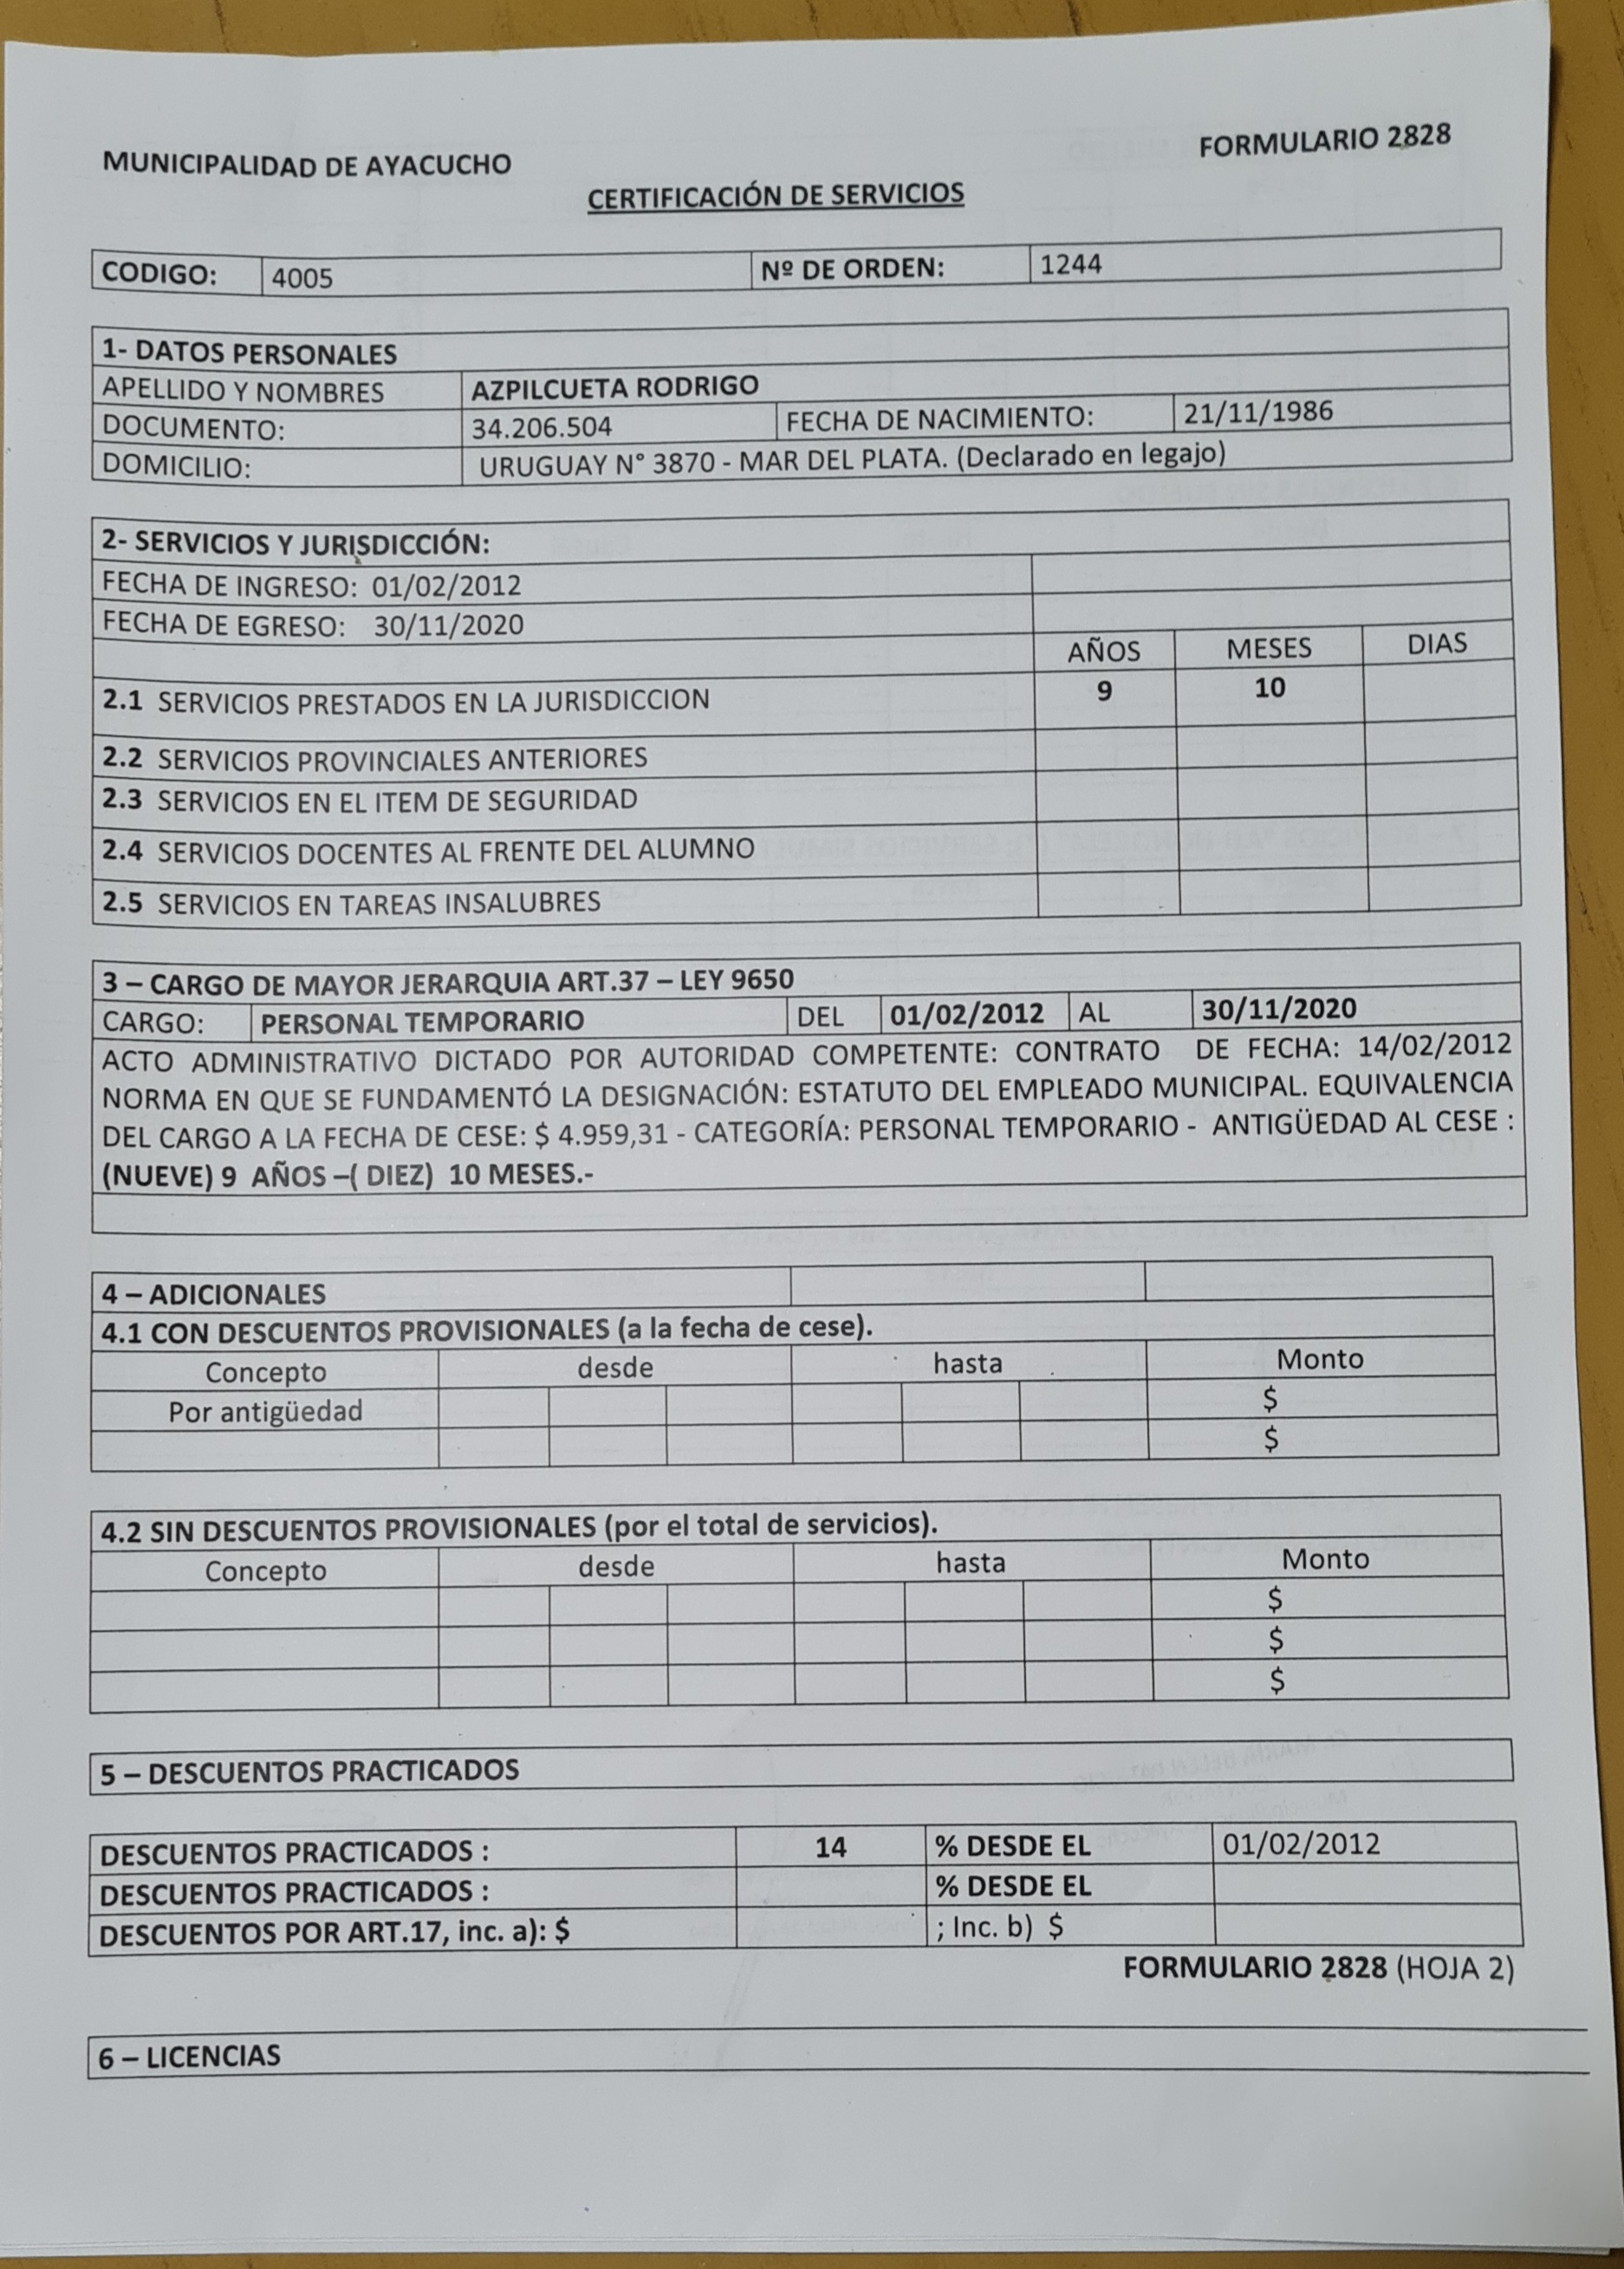 MUNICIPALIDAD DE AYACUCHO
FORMULARIO 2828
CERTIFICACIÓN DE SERVICIOS
CODIGO: 4005 Nº DE ORDEN: 1244
1- DATOS PERSONALES
APELLIDO Y NOMBRES AZPILCUETA RODRIGO
DOCUMENTO: 34.206.504 FECHA DE NACIMIENTO: 21/11/1986
DOMICILIO: URUGUAY N° 3870 - MAR DEL PLATA. (Declarado en legajo)
2- SERVICIOS Y JURISDICCIÓN:
FECHA DE INGRESO: 01/02/2012
FECHA DE EGRESO: 30/11/2020
AÑOS MESES DIAS
2.1 SERVICIOS PRESTADOS EN LA JURISDICCION 9 10
2.2 SERVICIOS PROVINCIALES ANTERIORES
2.3 SERVICIOS EN EL ITEM DE SEGURIDAD
2.4 SERVICIOS DOCENTES AL FRENTE DEL ALUMNO
2.5 SERVICIOS EN TAREAS INSALUBRES
3 – CARGO DE MAYOR JERARQUIA ART.37 – LEY 9650
CARGO: PERSONAL TEMPORARIO DEL 01/02/2012 AL 30/11/2020
ACTO ADMINISTRATIVO DICTADO POR AUTORIDAD COMPETENTE: CONTRATO DE FECHA: 14/02/2012
NORMA EN QUE SE FUNDAMENTÓ LA DESIGNACIÓN: ESTATUTO DEL EMPLEADO MUNICIPAL. EQUIVALENCIA
DEL CARGO A LA FECHA DE CESE: $ 4.959,31 - CATEGORÍA: PERSONAL TEMPORARIO - ANTIGÜEDAD AL CESE :
(NUEVE) 9 AÑOS –( DIEZ) 10 MESES.-
4 – ADICIONALES
4.1 CON DESCUENTOS PROVISIONALES (a la fecha de cese).
Concepto desde hasta Monto
Por antigüedad $
$
4.2 SIN DESCUENTOS PROVISIONALES (por el total de servicios).
Concepto desde hasta Monto
$
$
$
5 – DESCUENTOS PRACTICADOS
DESCUENTOS PRACTICADOS : 14 % DESDE EL 01/02/2012
DESCUENTOS PRACTICADOS : % DESDE EL
DESCUENTOS POR ART.17, inc. a): $ ; Inc. b) $
FORMULARIO 2828 (HOJA 2)
6 – LICENCIAS